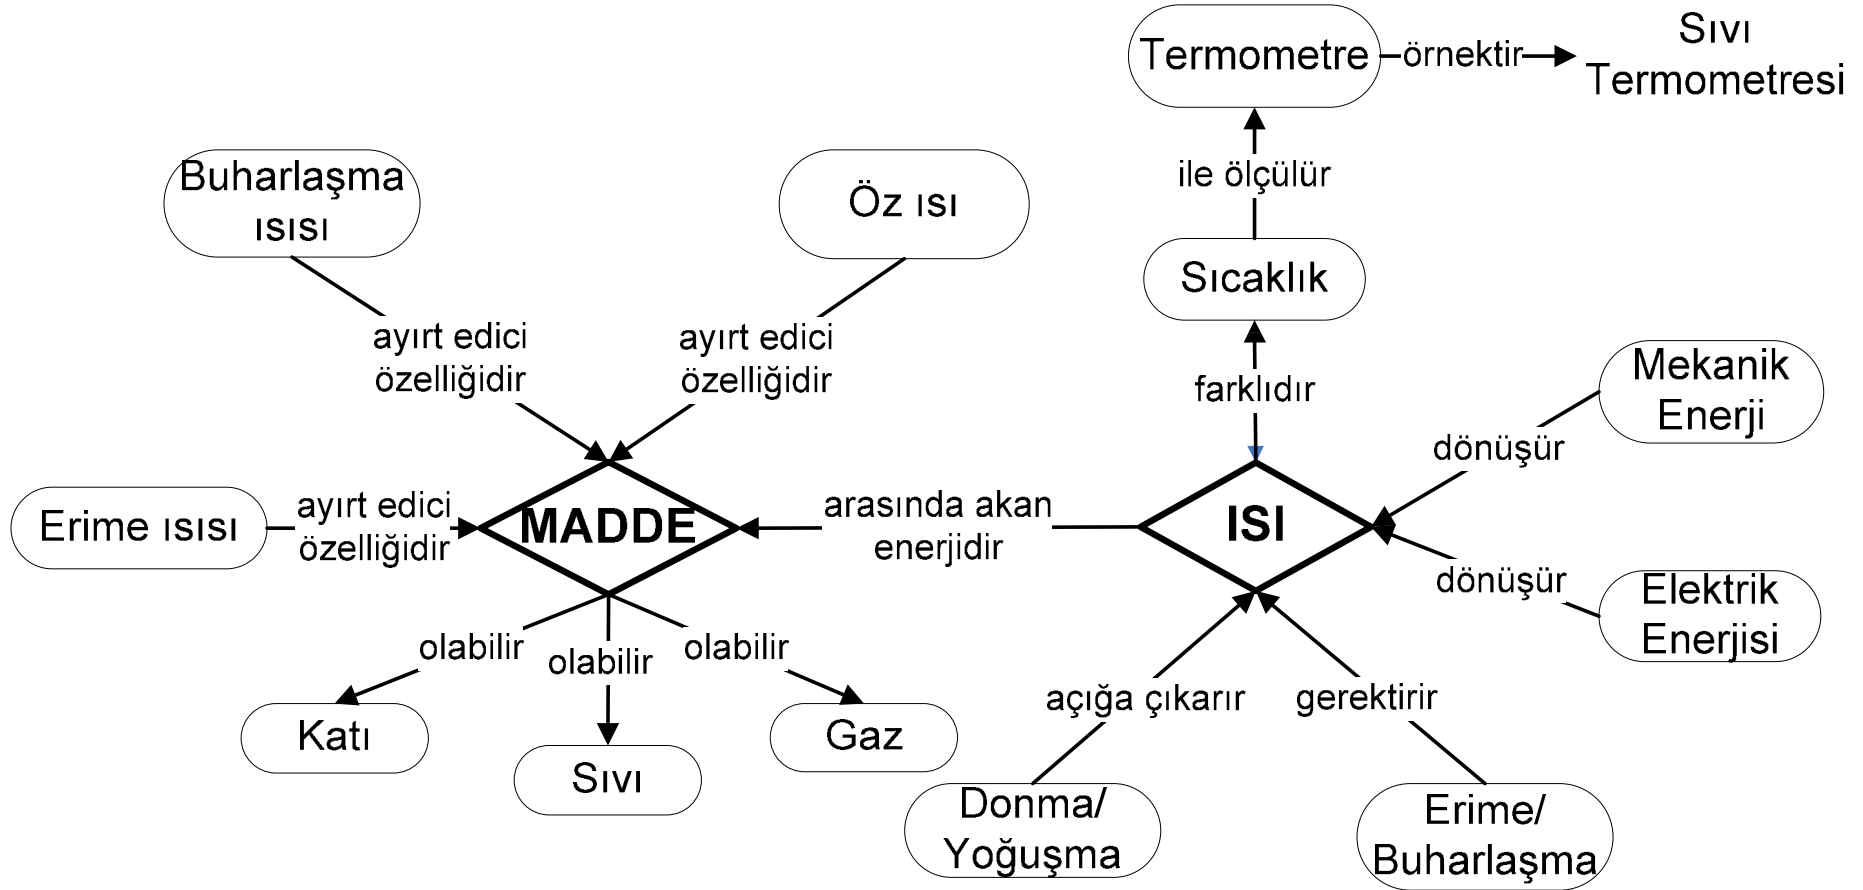 Termometre
örnektir
Sıvı
Termometresi
ile ölçülür
Buharlaşma
ısısı
Öz ısı
Sıcaklık
ayırt edici
özelliğidir
ayırt edici
özelliğidir
farklıdır
Mekanik
Enerji
dönüşür
Erime ısısı
ayırt edici
özelliğidir
MADDE
arasında akan
enerjidir
ISI
dönüşür
Elektrik
Enerjisi
olabilir
olabilir
olabilir
açığa çıkarır
gerektirir
Katı
Sıvı
Gaz
Donma/
Yoğuşma
Erime/
Buharlaşma